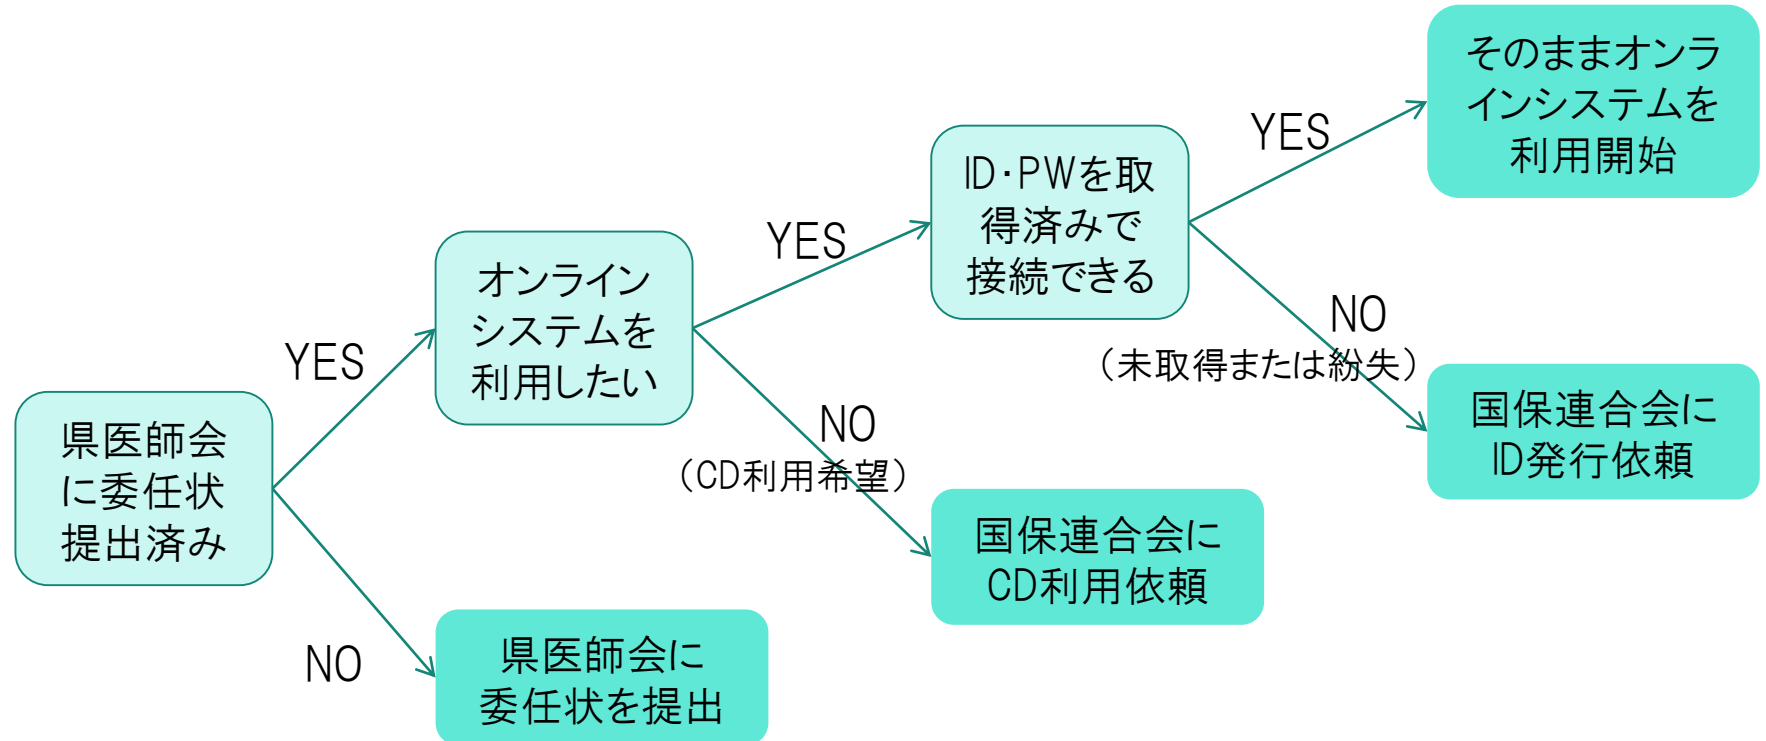 県医師会
に委任状
提出済み
YES
NO
オンライン
システムを
利用したい
県医師会に
委任状を提出
YES
NO
（CD利用希望）
ID・PWを取
得済みで
接続できる
国保連合会に
CD利用依頼
YES
NO
（未取得または紛失）
そのままオンラ
インシステムを
利用開始
国保連合会に
ID発行依頼